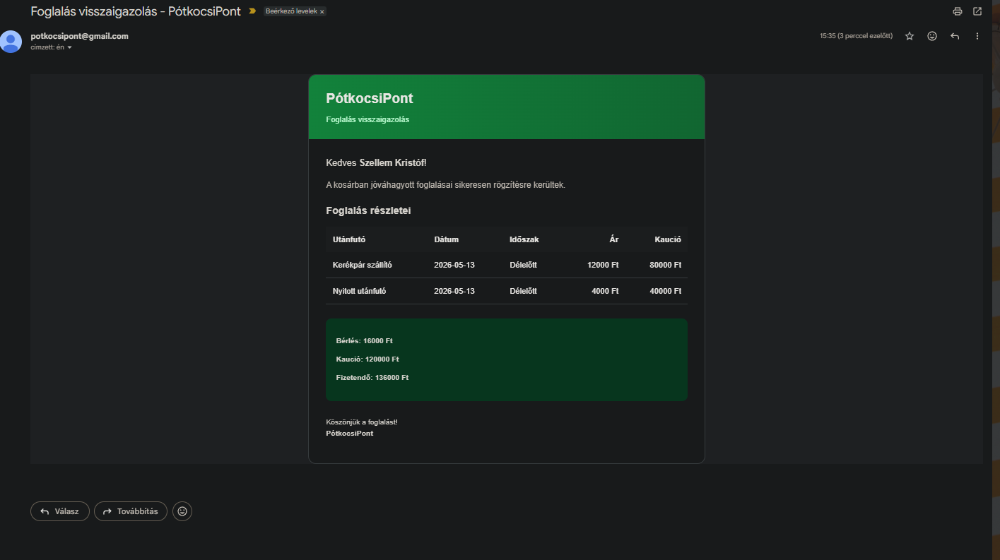 Foglalás visszaigazolás - PótkocsiPont Beérkező levelek ×
potkocsipont@gmail.com 15:35 (3 perccel ezelőtt)
címzett: én
PótkocsiPont
Foglalás visszaigazolás
Kedves Szellem Kristóf!
A kosárban jóváhagyott foglalásai sikeresen rögzítésre kerültek.
Foglalás részletei
Utánfutó Dátum Időszak Ár Kaució
Kerékpár szállító 2026-05-13 Délelőtt 12000 Ft 80000 Ft
Nyitott utánfutó 2026-05-13 Délelőtt 4000 Ft 40000 Ft
Bérlés: 16000 Ft
Kaució: 120000 Ft
Fizetendő: 136000 Ft
Köszönjük a foglalást!
PótkocsiPont
Válasz Továbbítás